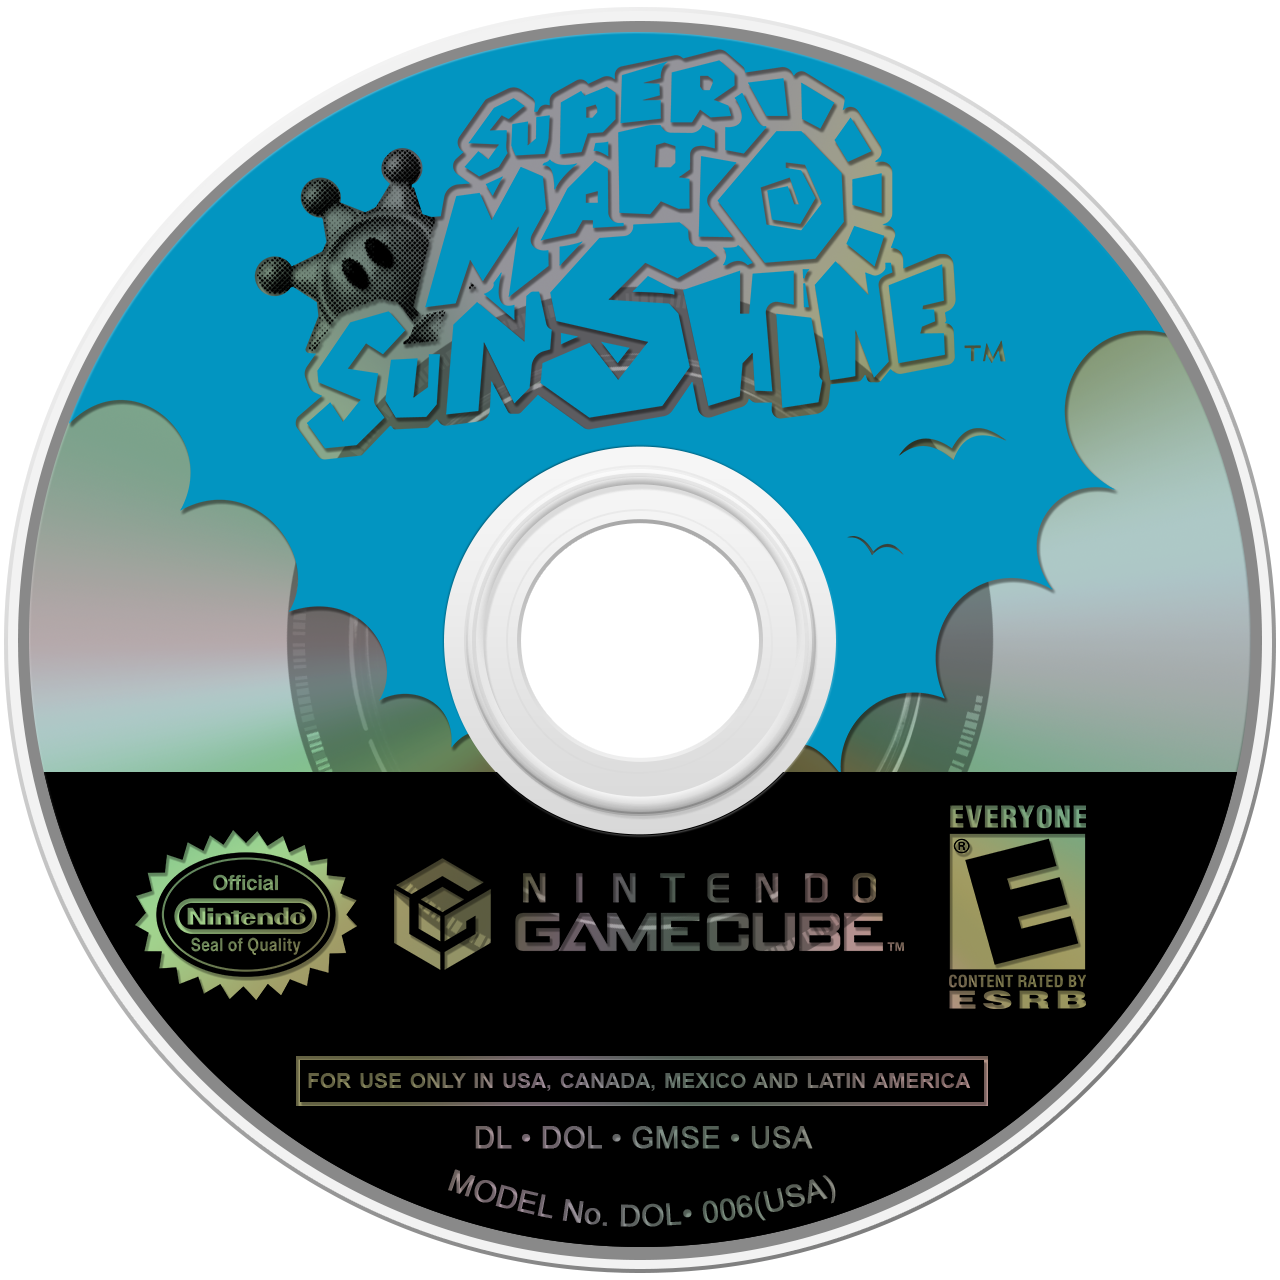 SUPER
MARIO
SUNSHINE™
EVERYONE
Official
Nintendo®
Seal of Quality
NINTENDO
GAMECUBE™
® E
CONTENT RATED BY
ESRB
FOR USE ONLY IN USA, CANADA, MEXICO AND LATIN AMERICA
DL • DOL • GMSE • USA
MODEL No. DOL• 006(USA)